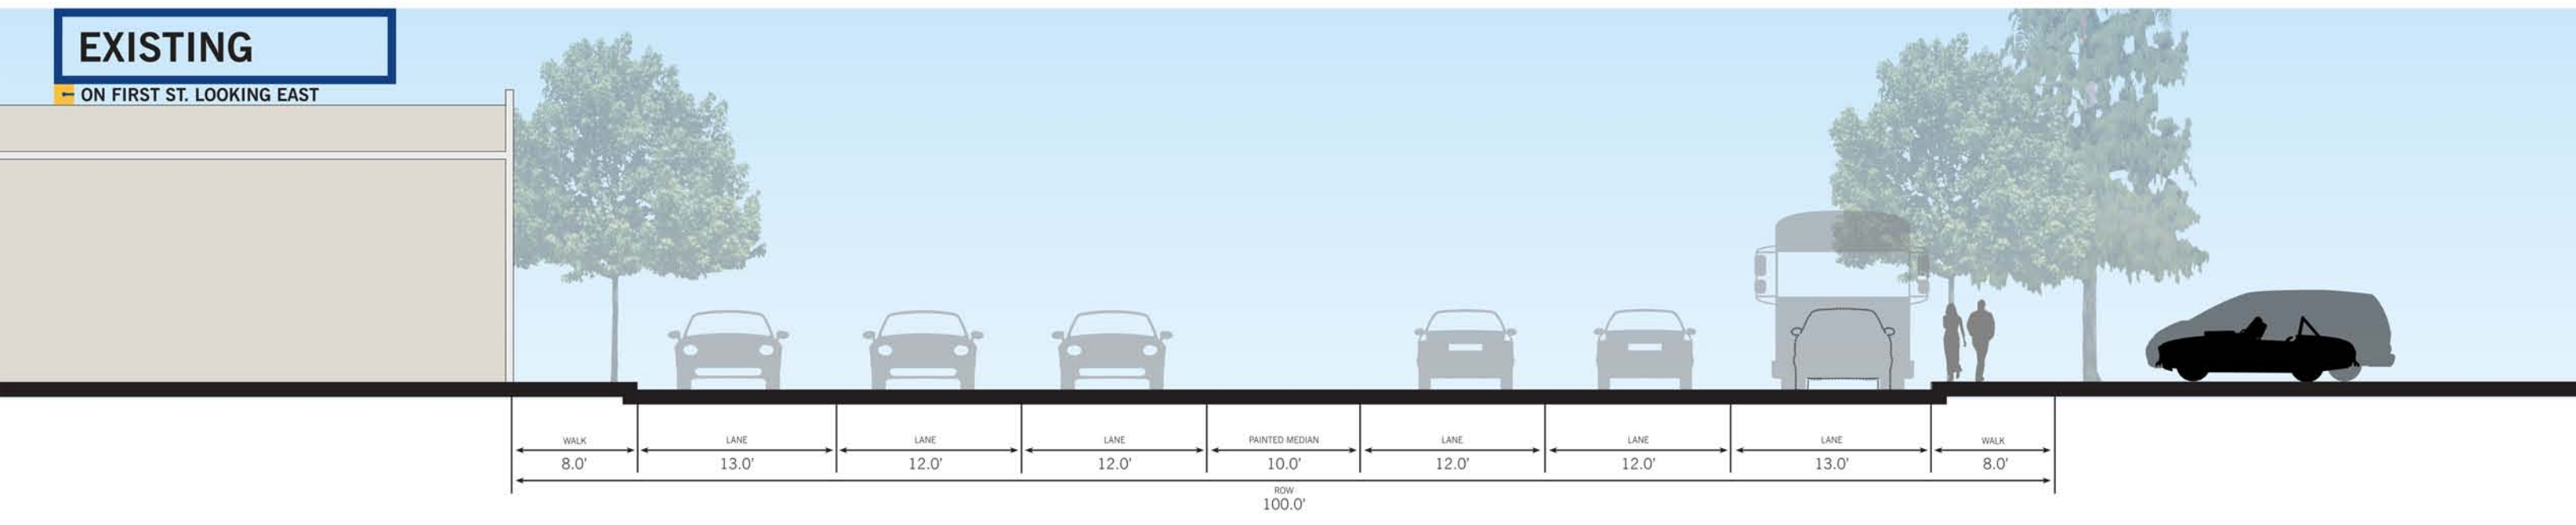 EXISTING
ON FIRST ST. LOOKING EAST
WALK
8.0'
LANE
13.0'
LANE
12.0'
LANE
12.0'
PAINTED MEDIAN
10.0'
LANE
12.0'
LANE
12.0'
LANE
13.0'
WALK
8.0'
ROW
100.0'